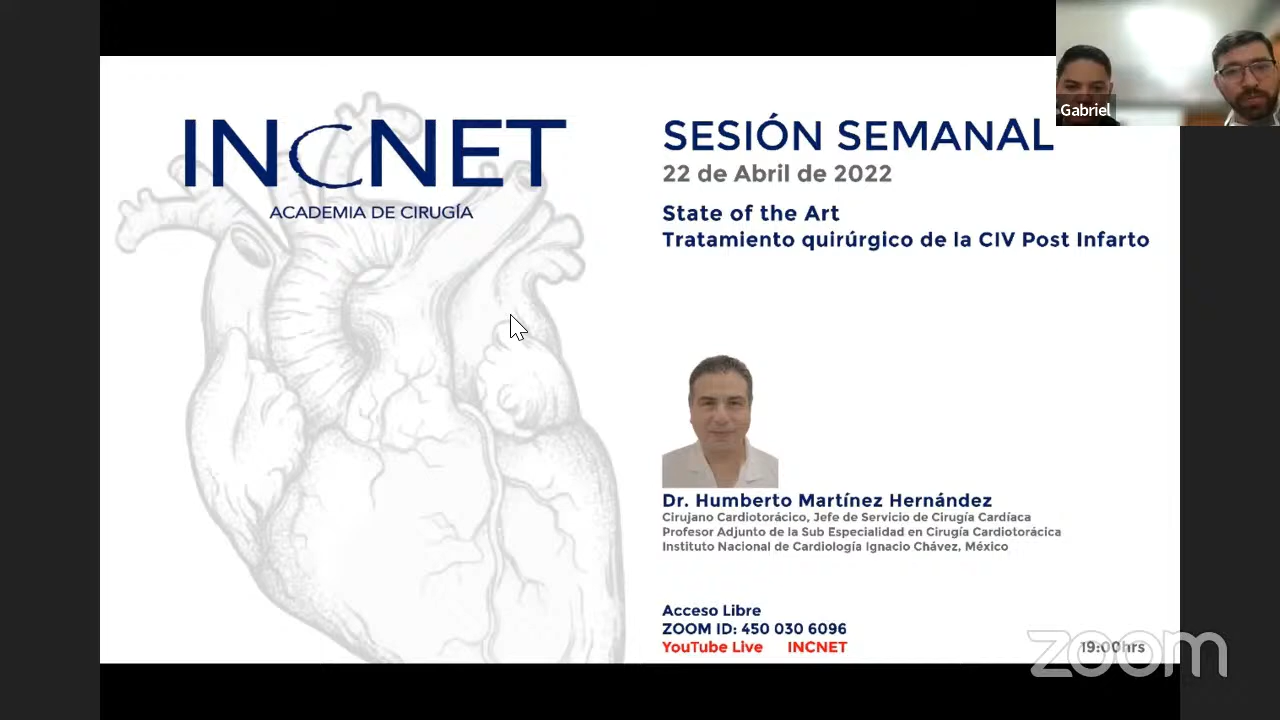 Gabriel
INCNET
ACADEMIA DE CIRUGÍA
SESIÓN SEMANAL
22 de Abril de 2022
State of the Art
Tratamiento quirúrgico de la CIV Post Infarto
Dr. Humberto Martínez Hernández
Cirujano Cardiotorácico, Jefe de Servicio de Cirugía Cardíaca
Profesor Adjunto de la Sub Especialidad en Cirugía Cardiotorácica
Instituto Nacional de Cardiología Ignacio Chávez, México
Acceso Libre
ZOOM ID: 450 030 6096
YouTube Live INCNET
19:00hrs
zoom